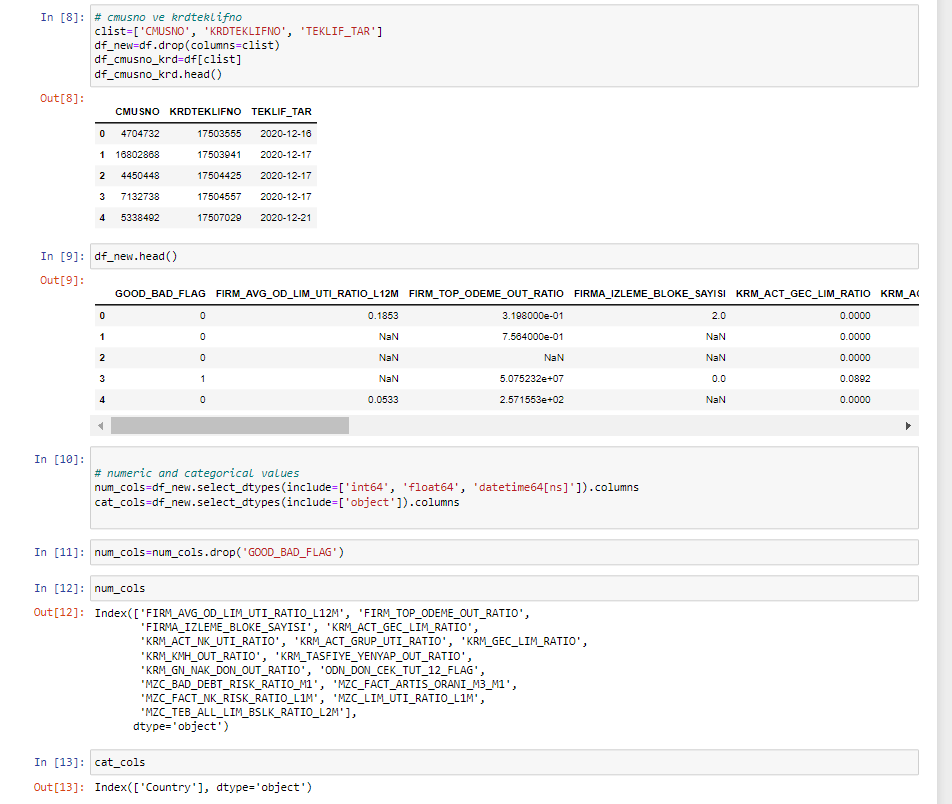 In [8]: # cmusno ve krdteklifno
clist=['CMUSNO', 'KRDTEKLIFNO', 'TEKLIF_TAR']
df_new=df.drop(columns=clist)
df_cmusno_krd=df[clist]
df_cmusno_krd.head()
Out[8]:
CMUSNO KRDTEKLIFNO TEKLIF_TAR
0 4704732 17503555 2020-12-16
1 16802868 17503941 2020-12-17
2 4450448 17504425 2020-12-17
3 7132738 17504557 2020-12-17
4 5338492 17507029 2020-12-21
In [9]: df_new.head()
Out[9]:
GOOD_BAD_FLAG FIRM_AVG_OD_LIM_UTI_RATIO_L12M FIRM_TOP_ODEME_OUT_RATIO FIRMA_IZLEME_BLOKE_SAYISI KRM_ACT_GEC_LIM_RATIO
0 0 0.1853 3.198000e-01 2.0 0.0000
1 0 NaN 7.564000e-01 NaN 0.0000
2 0 NaN NaN NaN 0.0000
3 1 NaN 5.075232e+07 0.0 0.0892
4 0 0.0533 2.571553e+02 NaN 0.0000
In [10]:
# numeric and categorical values
num_cols=df_new.select_dtypes(include=['int64', 'float64', 'datetime64[ns]']).columns
cat_cols=df_new.select_dtypes(include=['object']).columns
In [11]: num_cols=num_cols.drop('GOOD_BAD_FLAG')
In [12]: num_cols
Out[12]: Index(['FIRM_AVG_OD_LIM_UTI_RATIO_L12M', 'FIRM_TOP_ODEME_OUT_RATIO',
'FIRMA_IZLEME_BLOKE_SAYISI', 'KRM_ACT_GEC_LIM_RATIO',
'KRM_ACT_NK_UTI_RATIO', 'KRM_ACT_GRUP_UTI_RATIO', 'KRM_GEC_LIM_RATIO',
'KRM_KMH_OUT_RATIO', 'KRM_TASFIYE_YENYAP_OUT_RATIO',
'KRM_GN_NAK_DON_OUT_RATIO', 'ODN_DON_CEK_TUT_12_FLAG',
'MZC_BAD_DEBT_RISK_RATIO_M1', 'MZC_FACT_ARTIS_ORANI_M3_M1',
'MZC_FACT_NK_RISK_RATIO_L1M', 'MZC_LIM_UTI_RATIO_L1M',
'MZC_TEB_ALL_LIM_BSLK_RATIO_L2M'],
dtype='object')
In [13]: cat_cols
Out[13]: Index(['Country'], dtype='object')